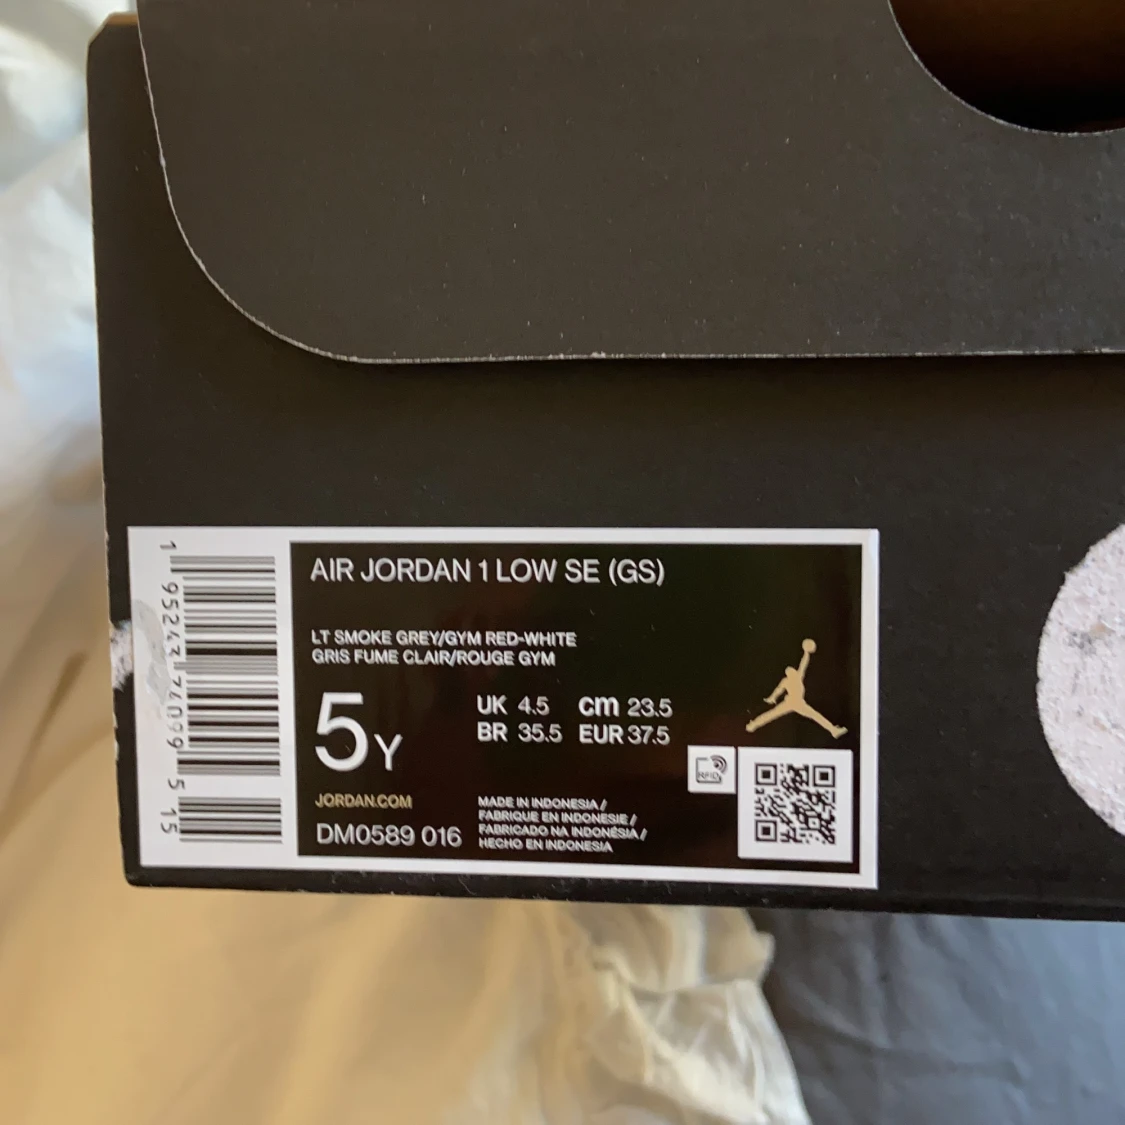 AIR JORDAN 1 LOW SE (GS)
LT SMOKE GREY/GYM RED-WHITE
GRIS FUME CLAIR/ROUGE GYM
5Y
UK 4.5 cm 23.5
BR 35.5 EUR 37.5
RFID
JORDAN.COM
DM0589 016
MADE IN INDONESIA /
FABRIQUE EN INDONESIE /
FABRICADO NA INDONÉSIA /
HECHO EN INDONESIA